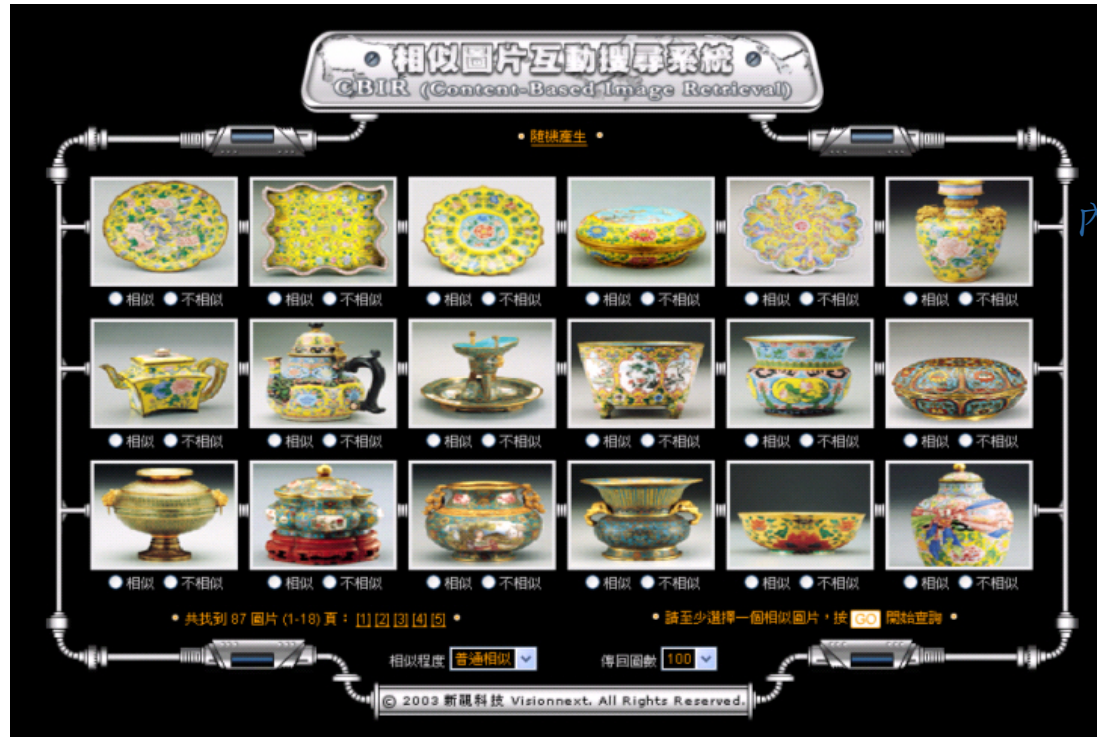 相似圖片互動搜尋系統
CBIR (Content-Based Image Retrieval)
• 隨機產生 •
相似 不相似 相似 不相似 相似 不相似 相似 不相似 相似 不相似 相似 不相似
相似 不相似 相似 不相似 相似 不相似 相似 不相似 相似 不相似 相似 不相似
相似 不相似 相似 不相似 相似 不相似 相似 不相似 相似 不相似 相似 不相似
• 共找到 87 圖片 (1-18) 頁： [1] [2] [3] [4] [5] •
• 請至少選擇一個相似圖片，按 GO 開始查詢 •
相似程度 普通相似 傳回圖數 100
© 2003 新視科技 Visionnext. All Rights Reserved.